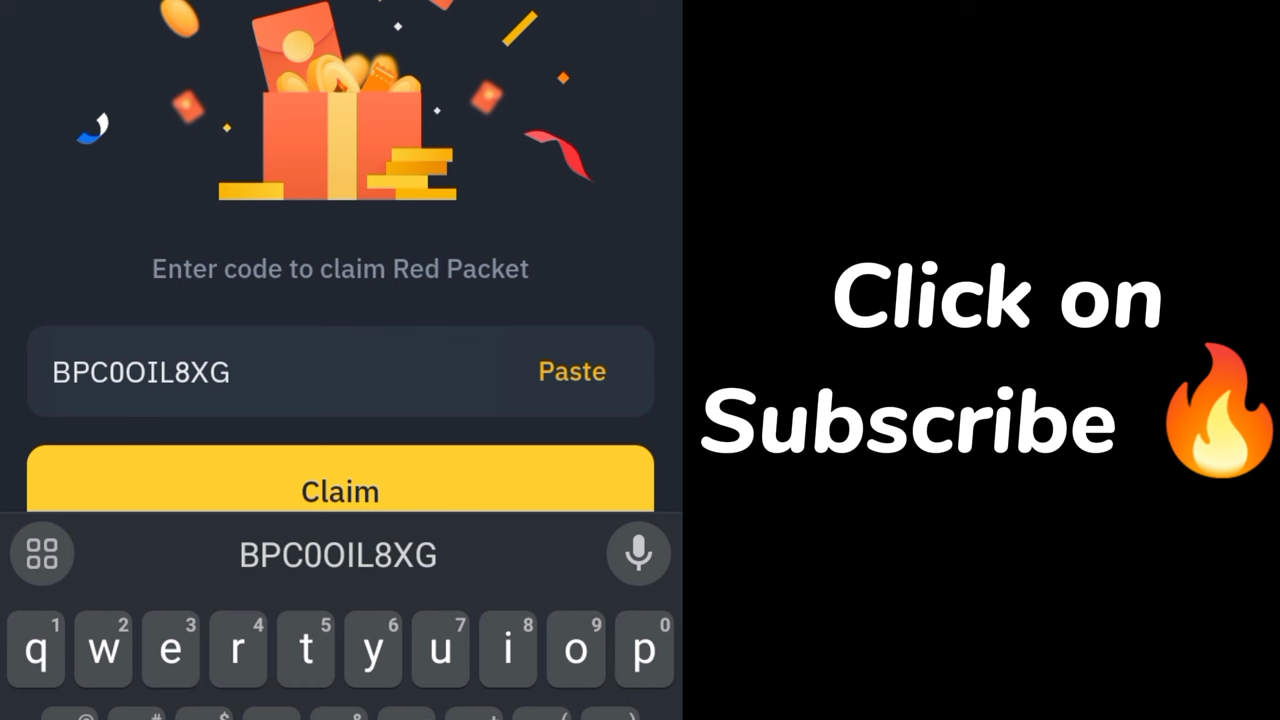 Enter code to claim Red Packet
BPC0OIL8XG
Paste
Claim
BPC0OIL8XG
1 2 3 4 5 6 7 8 9 0
q w e r t y u i o p
@ # $ & ( )
Click on
Subscribe 🔥